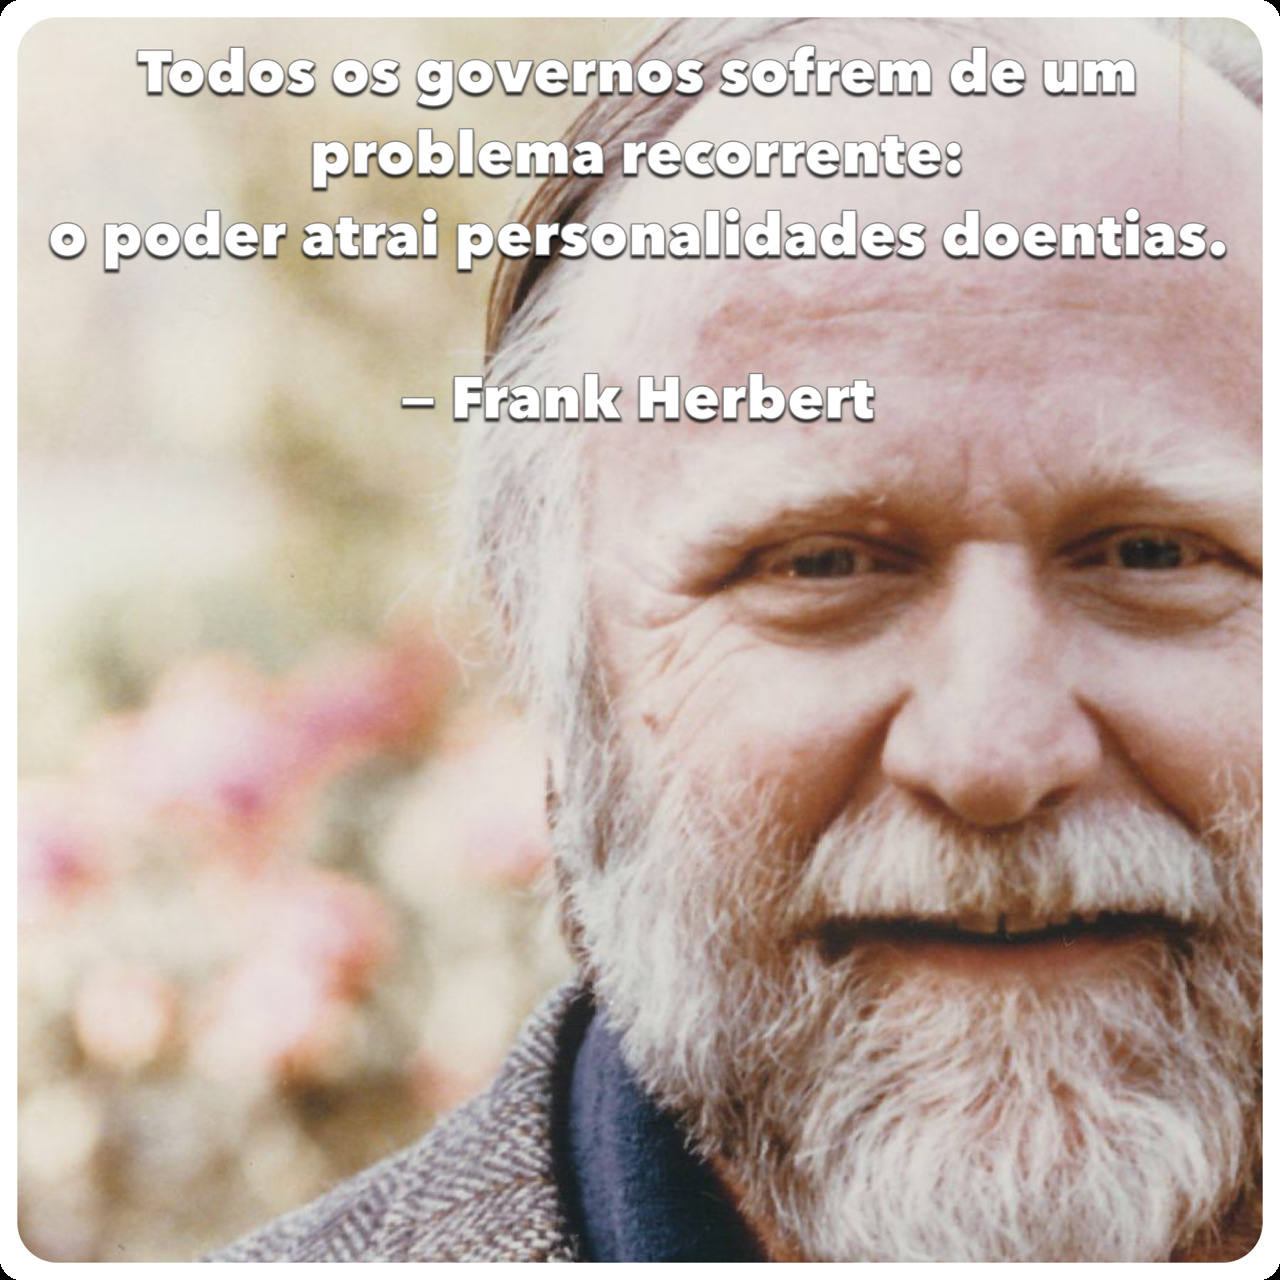 Todos os governos sofrem de um
problema recorrente:
o poder atrai personalidades doentias.
– Frank Herbert